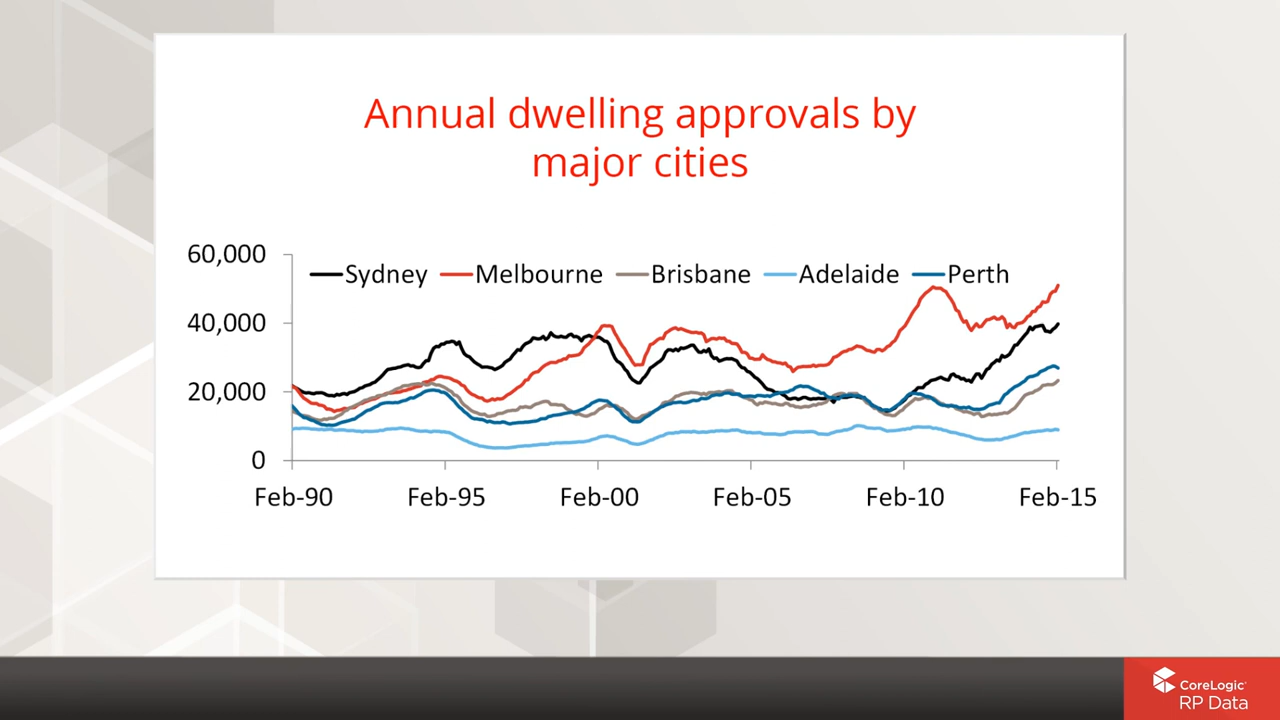 Annual dwelling approvals by
major cities
60,000
Sydney Melbourne Brisbane Adelaide Perth
40,000
20,000
0
Feb-90 Feb-95 Feb-00 Feb-05 Feb-10 Feb-15
CoreLogic
RP Data